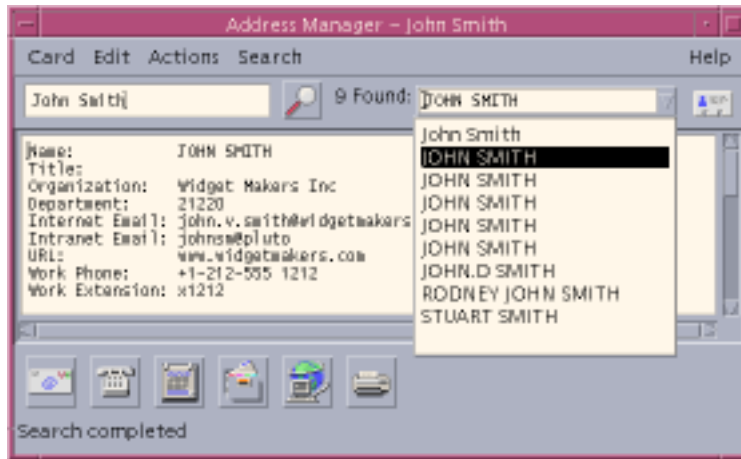 Address Manager – John Smith
Card Edit Actions Search Help
John Smith 9 Found: JOHN SMITH
John Smith
JOHN SMITH
JOHN SMITH
JOHN SMITH
JOHN SMITH
JOHN SMITH
JOHN.D SMITH
RODNEY JOHN SMITH
STUART SMITH
Name: JOHN SMITH
Title:
Organization: Widget Makers Inc
Department: 21220
Internet Email: john.v.smith@widgetmakers
Intranet Email: johnsm@pluto
URL: www.widgetmakers.com
Work Phone: +1-212-555 1212
Work Extension: x1212
Search completed